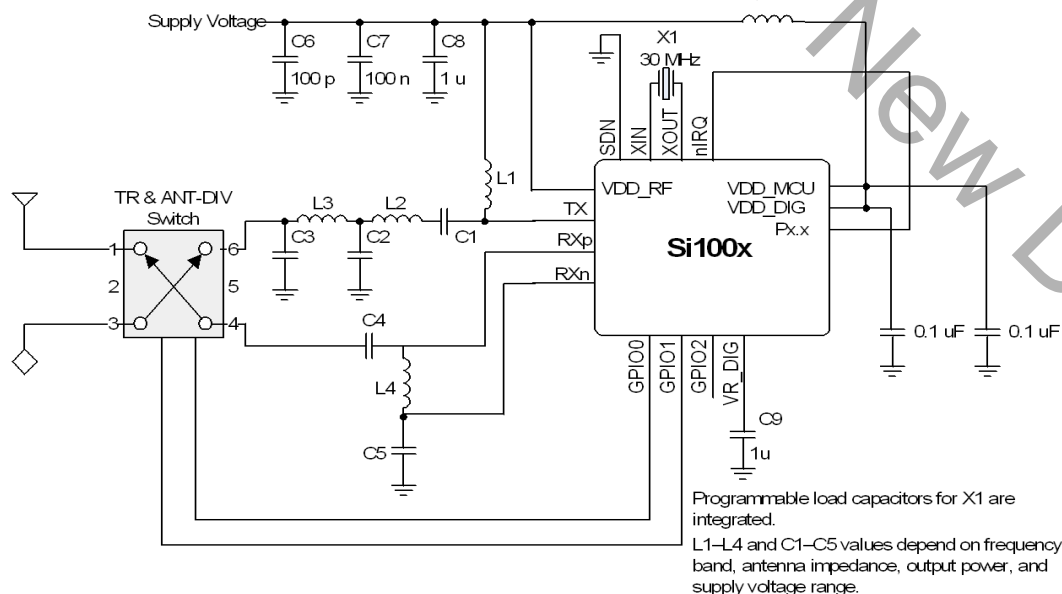 Supply Voltage
C6
C7
C8
100 p
100 n
1 u
X1
30 MHz
SDN
XIN
XOUT
nIRQ
L1
VDD_RF
VDD_MCU
VDD_DIG
TX
Px.x
RXp
Si100x
RXn
TR & ANT-DIV
Switch
L3
L2
C3
C2
C1
1
6
2
5
3
4
C4
L4
C5
0.1 uF
0.1 uF
GPIO0
GPIO1
GPIO2
VR_DIG
C9
1u
Programmable load capacitors for X1 are
integrated.
L1–L4 and C1–C5 values depend on frequency
band, antenna impedance, output power, and
supply voltage range.
New